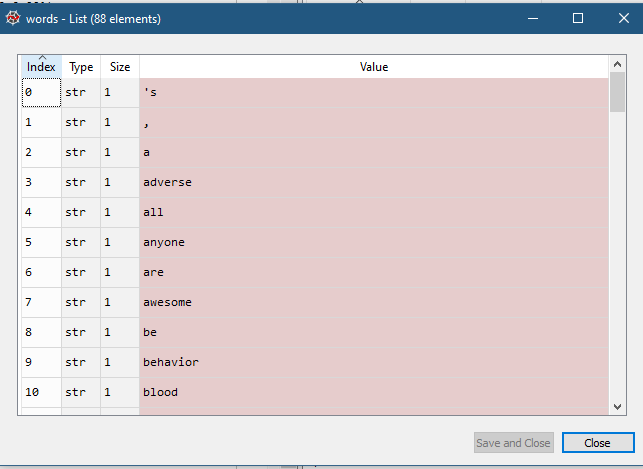 words - List (88 elements)
Index Type Size Value
0 str 1 's
1 str 1 ,
2 str 1 a
3 str 1 adverse
4 str 1 all
5 str 1 anyone
6 str 1 are
7 str 1 awesome
8 str 1 be
9 str 1 behavior
10 str 1 blood
Save and Close Close